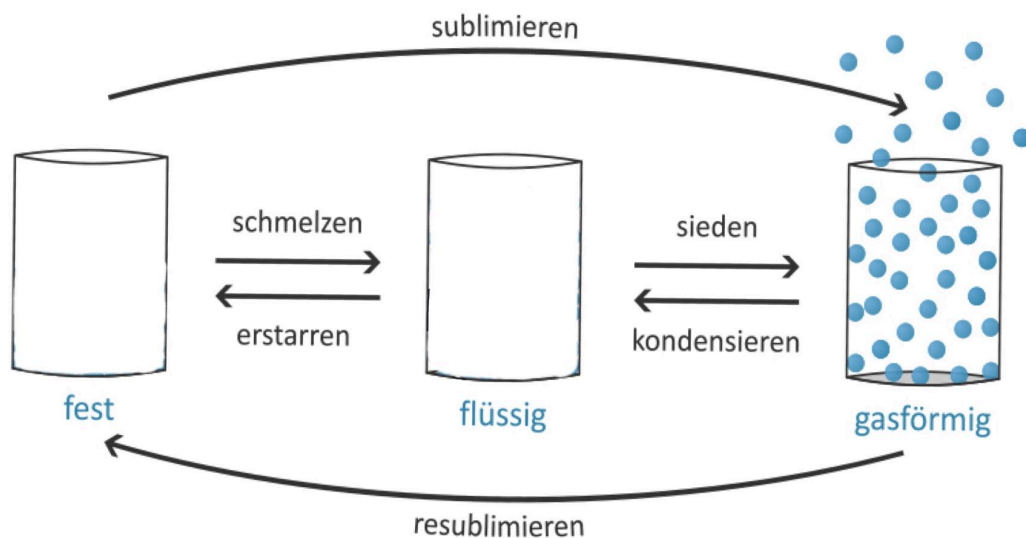 sublimieren
schmelzen
sieden
erstarren
kondensieren
fest
flüssig
gasförmig
resublimieren